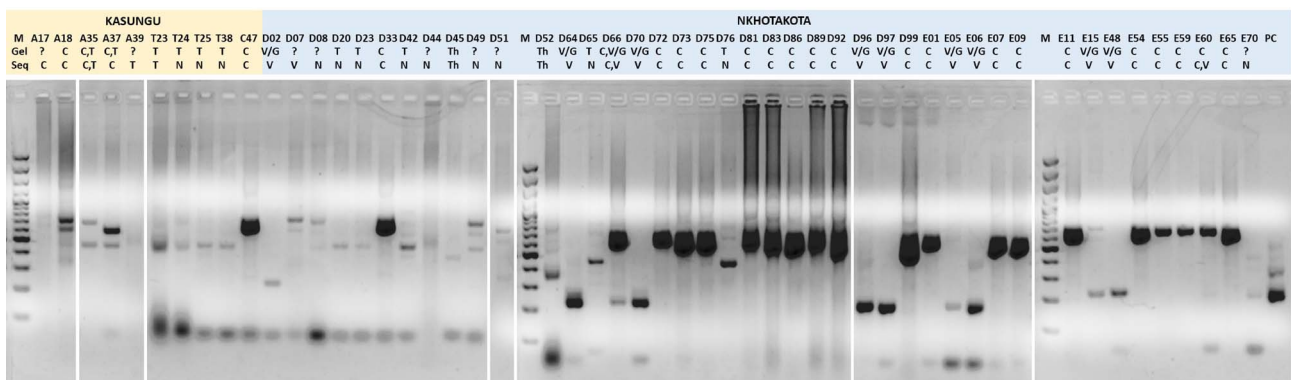 KASUNGU NKHOTAKOTA
M A17 A18 A35 A37 A39 T23 T24 T25 T38 C47 D02 D07 D08 D20 D23 D33 D42 D44 D45 D49 D51 M D52 D64 D65 D66 D70 D72 D73 D75 D76 D81 D83 D86 D89 D92 D96 D97 D99 E01 E05 E06 E07 E09 M E11 E15 E48 E54 E55 E59 E60 E65 E70 PC
Gel ? C C,T C,T ? T T T T C V/G ? ? T T C T ? Th ? ? Th V/G T C,V/G V/G C C C T C C C C C V/G V/G C C V/G V/G C C C V/G V/G C C C C C ?
Seq C C C,T C T T N N N C V V N N N C N N Th N N Th V N C,V V C C C N C C C C C V V C C V V C C C V V C C C C,V C N